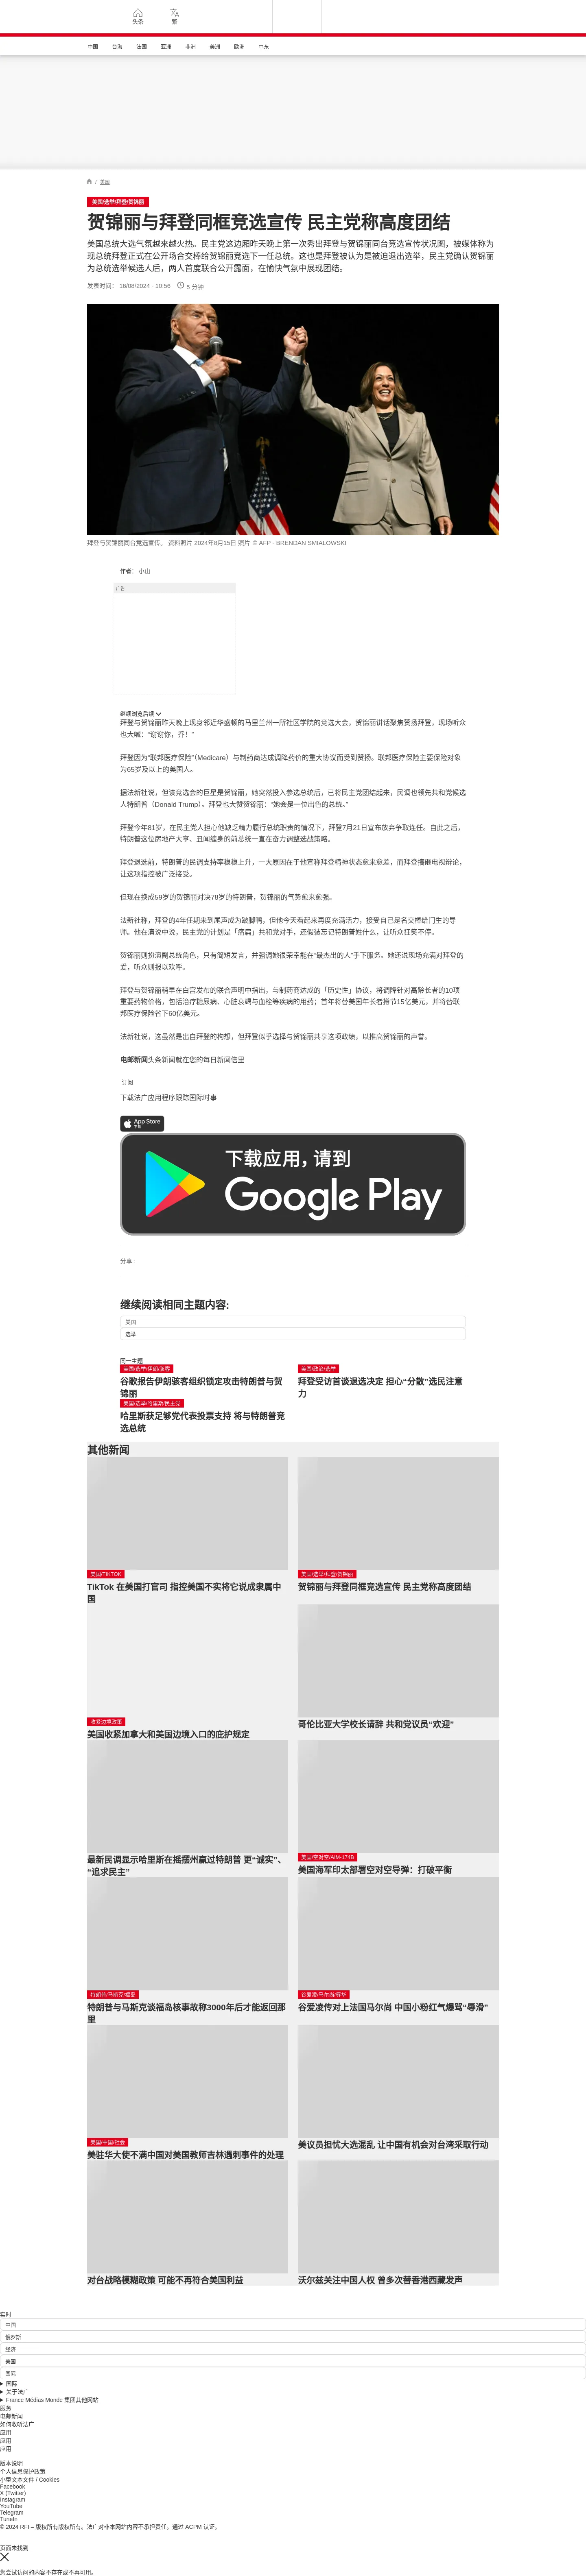 头条
繁
中国
台海
法国
亚洲
非洲
美洲
欧洲
中东
/ 美国
美国/选举/拜登/贺锦丽
贺锦丽与拜登同框竞选宣传 民主党称高度团结
美国总统大选气氛越来越火热。民主党这边厢昨天晚上第一次秀出拜登与贺锦丽同台竞选宣传状况图，被媒体称为
现总统拜登正式在公开场合交棒给贺锦丽竞选下一任总统。这也是拜登被认为是被迫退出选举，民主党确认贺锦丽
为总统选举候选人后，两人首度联合公开露面，在愉快气氛中展现团结。
发表时间： 16/08/2024 - 10:56
5 分钟
拜登与贺锦丽同台竞选宣传。 资料照片 2024年8月15日 照片 © AFP - BRENDAN SMIALOWSKI
作者： 小山
广告
继续浏览后续
拜登与贺锦丽昨天晚上现身邻近华盛顿的马里兰州一所社区学院的竞选大会，贺锦丽讲话聚焦赞扬拜登，现场听众
也大喊：“谢谢你，乔！”
拜登因为“联邦医疗保险”（Medicare）与制药商达成调降药价的重大协议而受到赞扬。联邦医疗保险主要保险对象
为65岁及以上的美国人。
据法新社说，但该竞选会的巨星是贺锦丽，她突然投入参选总统后，已将民主党团结起来，民调也领先共和党候选
人特朗普（Donald Trump）。拜登也大赞贺锦丽：“她会是一位出色的总统。”
拜登今年81岁，在民主党人担心他缺乏精力履行总统职责的情况下，拜登7月21日宣布放弃争取连任。自此之后，
特朗普这位房地产大亨、丑闻缠身的前总统一直在奋力调整选战策略。
拜登退选前，特朗普的民调支持率稳稳上升，一大原因在于他宣称拜登精神状态愈来愈差，而拜登搞砸电视辩论，
让这项指控被广泛接受。
但现在换成59岁的贺锦丽对决78岁的特朗普，贺锦丽的气势愈来愈强。
法新社称，拜登的4年任期来到尾声成为跛脚鸭，但他今天看起来再度充满活力，接受自己是名交棒给门生的导
师。他在演说中说，民主党的计划是「痛扁」共和党对手，还假装忘记特朗普姓什么，让听众狂笑不停。
贺锦丽则扮演副总统角色，只有简短发言，并强调她很荣幸能在“最杰出的人”手下服务。她还说现场充满对拜登的
爱，听众则报以欢呼。
拜登与贺锦丽稍早在白宫发布的联合声明中指出，与制药商达成的「历史性」协议，将调降针对高龄长者的10项
重要药物价格，包括治疗糖尿病、心脏衰竭与血栓等疾病的用药；首年将替美国年长者撙节15亿美元，并将替联
邦医疗保险省下60亿美元。
法新社说，这虽然是出自拜登的构想，但拜登似乎选择与贺锦丽共享这项政绩，以推高贺锦丽的声誉。
电邮新闻头条新闻就在您的每日新闻信里
订阅
下载法广应用程序跟踪国际时事
App Store
下载
下载应用，请到
Google Play
分享 :
继续阅读相同主题内容:
美国
选举
同一主题
美国/选举/伊朗/骇客
谷歌报告伊朗骇客组织锁定攻击特朗普与贺
锦丽
美国/政治/选举
拜登受访首谈退选决定 担心“分散”选民注意
力
美国/选举/哈里斯/民主党
哈里斯获足够党代表投票支持 将与特朗普竞
选总统
其他新闻
美国/TIKTOK
TikTok 在美国打官司 指控美国不实将它说成隶属中
国
美国/选举/拜登/贺锦丽
贺锦丽与拜登同框竞选宣传 民主党称高度团结
收紧边境政策
美国收紧加拿大和美国边境入口的庇护规定
哥伦比亚大学校长请辞 共和党议员“欢迎”
最新民调显示哈里斯在摇摆州赢过特朗普 更“诚实”、
“追求民主”
美国/空对空/AIM-174B
美国海军印太部署空对空导弹：打破平衡
特朗普/马斯克/福岛
特朗普与马斯克谈福岛核事故称3000年后才能返回那
里
谷爱凌/马尔尚/辱华
谷爱凌传对上法国马尔尚 中国小粉红气爆骂“辱滑”
美国/中国/社会
美驻华大使不满中国对美国教师吉林遇刺事件的处理
美议员担忧大选混乱 让中国有机会对台湾采取行动
对台战略模糊政策 可能不再符合美国利益
沃尔兹关注中国人权 曾多次替香港西藏发声
实时
中国
俄罗斯
经济
美国
国际
国际
关于法广
France Médias Monde 集团其他网站
服务
电邮新闻
如何收听法广
应用
应用
应用
版本说明
个人信息保护政策
小型文本文件 / Cookies
Facebook
X (Twitter)
Instagram
YouTube
Telegram
TuneIn
© 2024 RFI – 版权所有版权所有。法广对非本网站内容不承担责任。通过 ACPM 认证。
页面未找到
您尝试访问的内容不存在或不再可用。